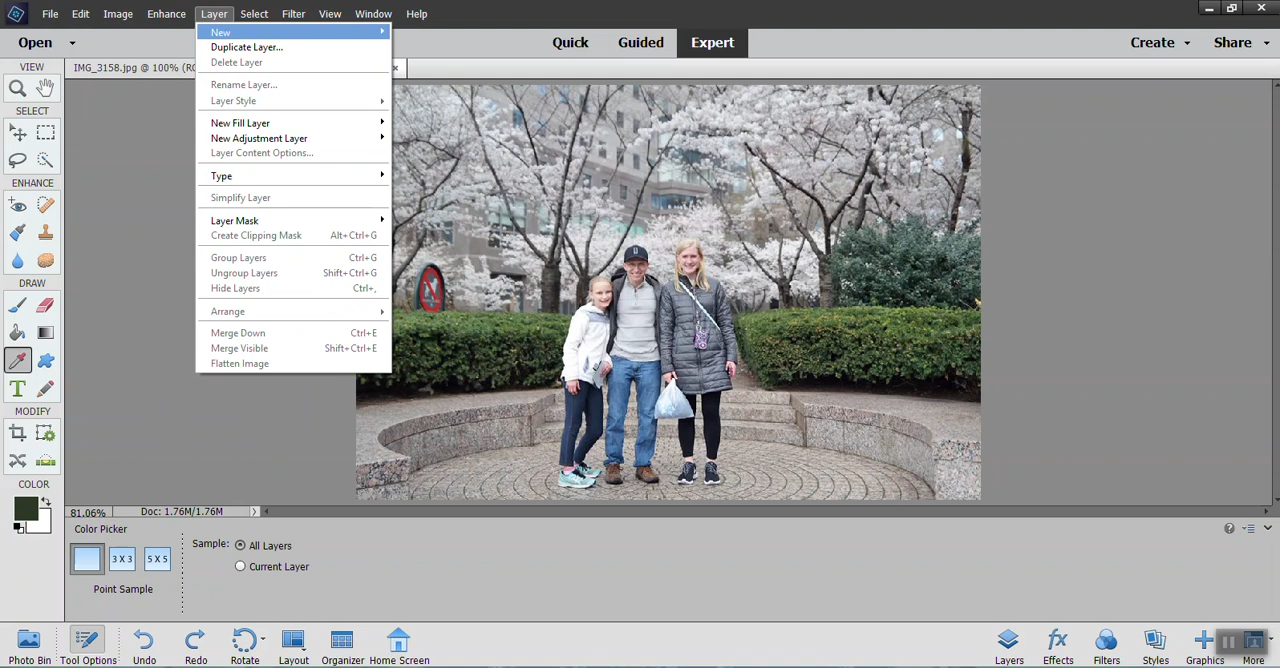 File Edit Image Enhance Layer Select Filter View Window Help
Open Quick Guided Expert Create Share
VIEW
IMG_3158.jpg @ 100% (RG
SELECT
ENHANCE
DRAW
MODIFY
COLOR
New
Duplicate Layer...
Delete Layer
Rename Layer...
Layer Style
New Fill Layer
New Adjustment Layer
Layer Content Options...
Type
Simplify Layer
Layer Mask
Create Clipping Mask Alt+Ctrl+G
Group Layers Ctrl+G
Ungroup Layers Shift+Ctrl+G
Hide Layers Ctrl+,
Arrange
Merge Down Ctrl+E
Merge Visible Shift+Ctrl+E
Flatten Image
81.06% Doc: 1.76M/1.76M
Color Picker
3 X 3 5 X 5
Point Sample
Sample: All Layers
Current Layer
Photo Bin Tool Options Undo Redo Rotate Layout Organizer Home Screen Layers Effects Filters Styles Graphics More